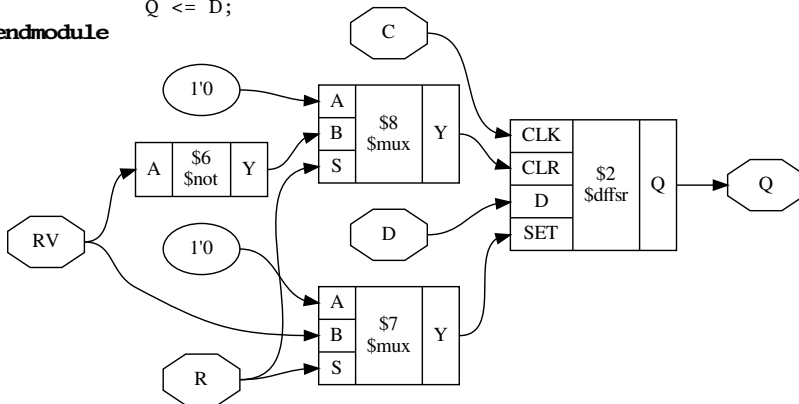 Q <= D;
endmodule
C
1'0
A
B
S
$8
$mux
Y
A
$6
$not
Y
CLK
CLR
D
SET
$2
$dffsr
Q
Q
RV
1'0
D
A
B
S
$7
$mux
Y
R